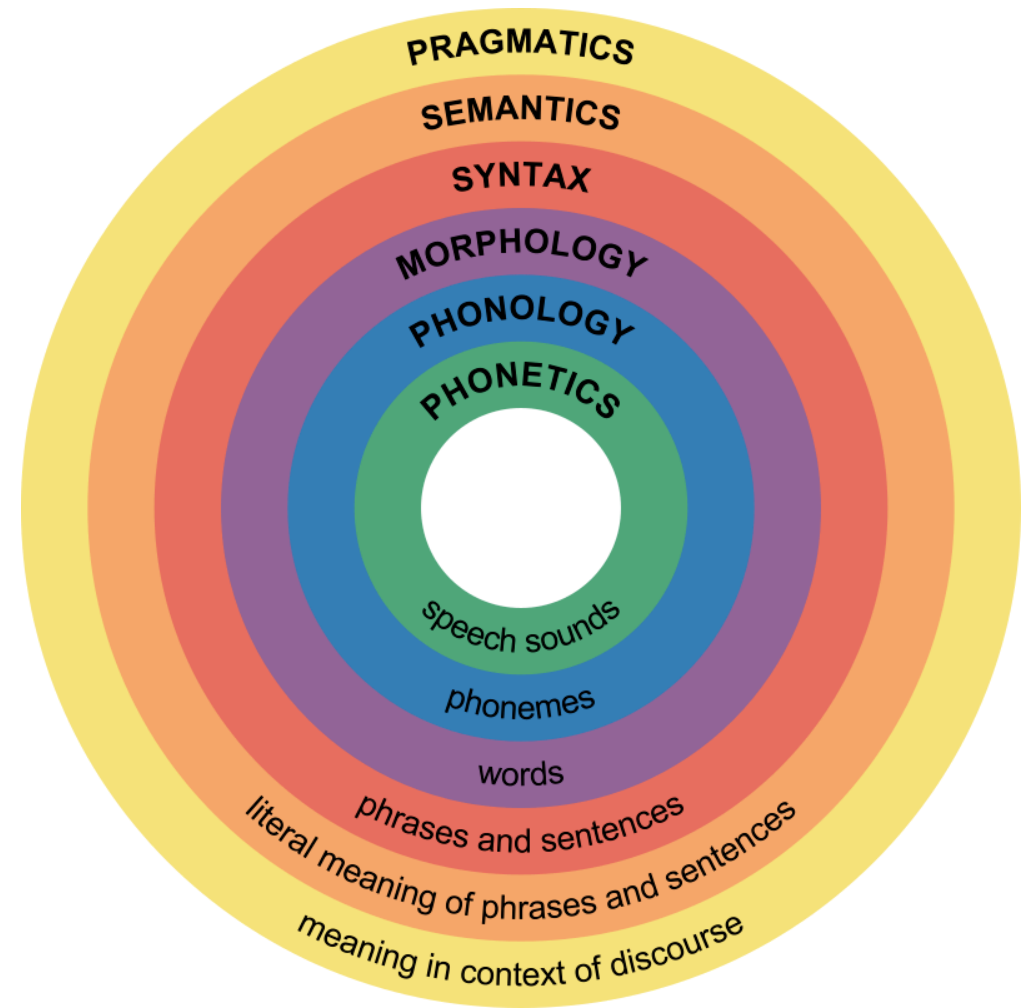 PRAGMATICS
SEMANTICS
SYNTAX
MORPHOLOGY
PHONOLOGY
PHONETICS
speech sounds
phonemes
words
phrases and sentences
literal meaning of phrases and sentences
meaning in context of discourse